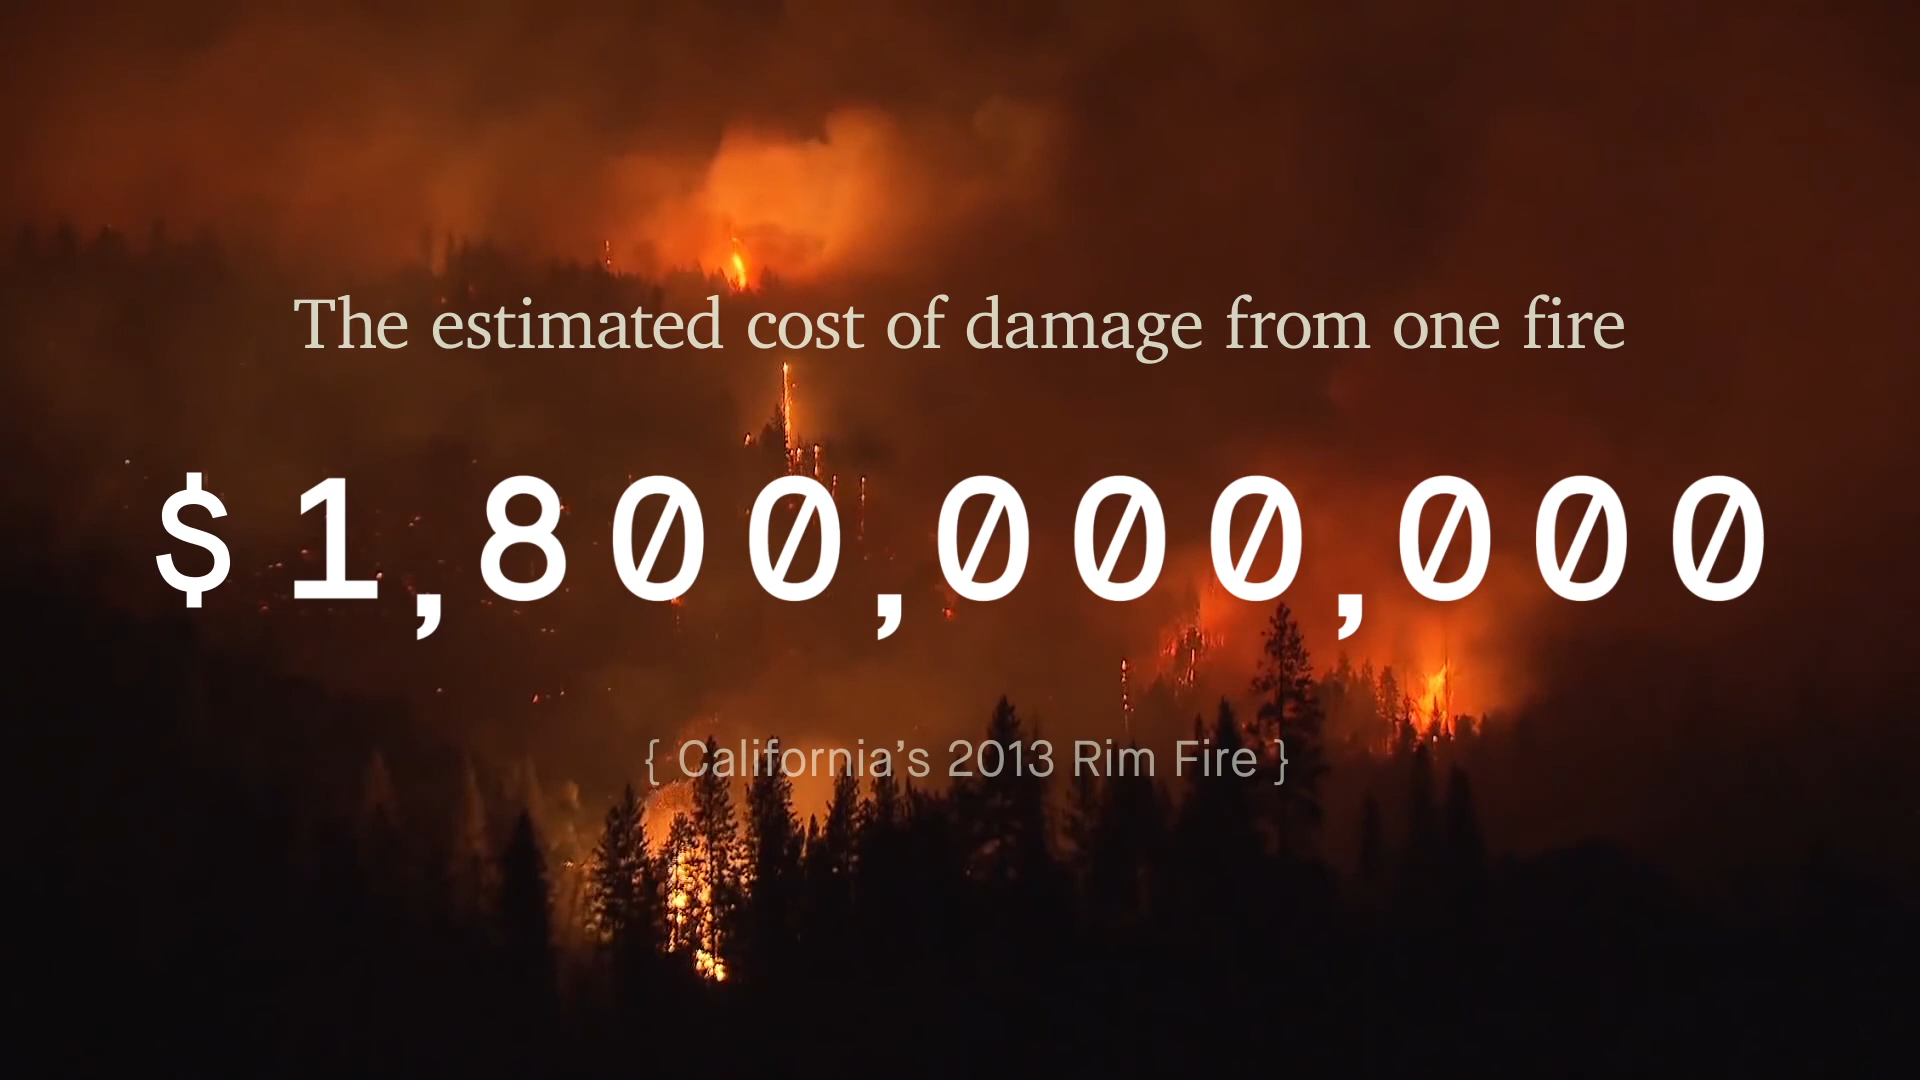 The estimated cost of damage from one fire
$1,800,000,000
{ California’s 2013 Rim Fire }